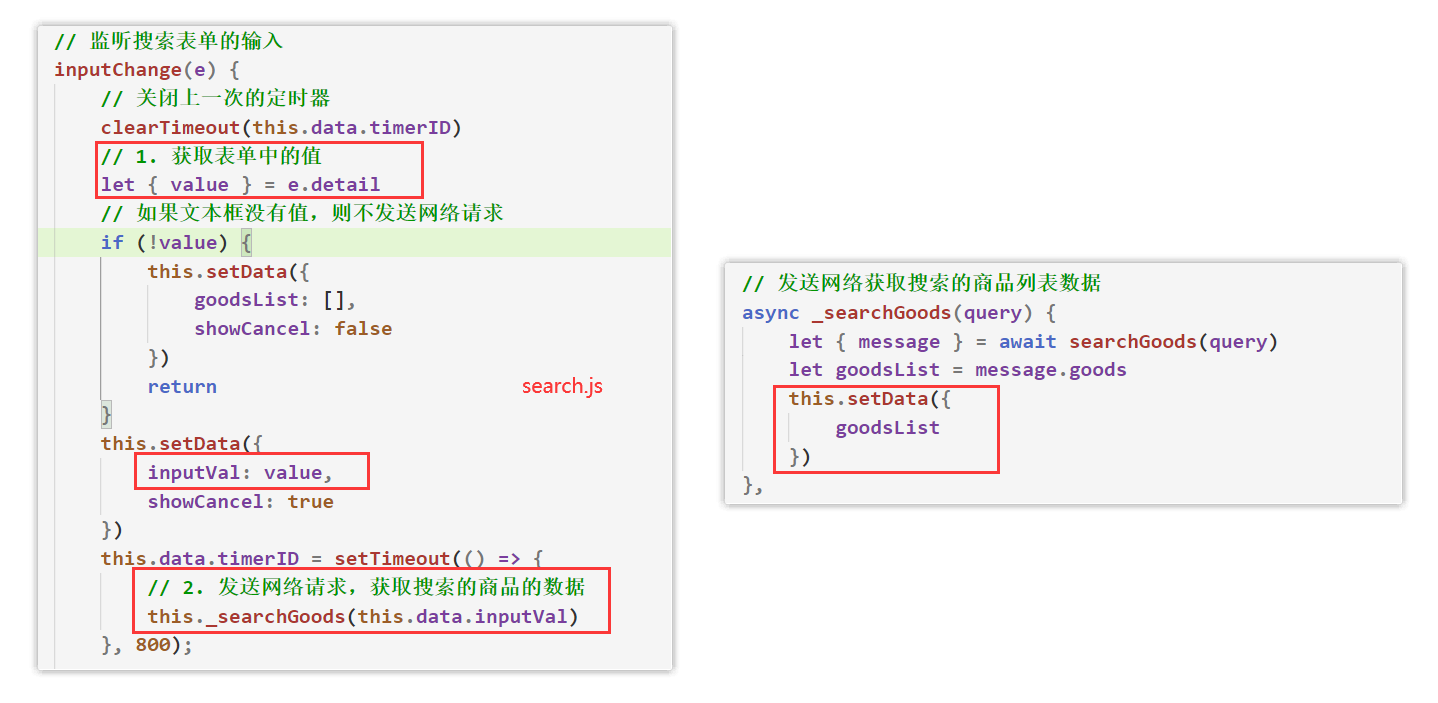 // 监听搜索表单的输入
inputChange(e) {
// 关闭上一次的定时器
clearTimeout(this.data.timerID)
// 1. 获取表单中的值
let { value } = e.detail
// 如果文本框没有值，则不发送网络请求
if (!value) {
this.setData({
goodsList: [],
showCancel: false
})
return
}
this.setData({
inputVal: value,
showCancel: true
})
this.data.timerID = setTimeout(() => {
// 2. 发送网络请求，获取搜索的商品的数据
this._searchGoods(this.data.inputVal)
}, 800);
search.js
// 发送网络获取搜索的商品列表数据
async _searchGoods(query) {
let { message } = await searchGoods(query)
let goodsList = message.goods
this.setData({
goodsList
})
},